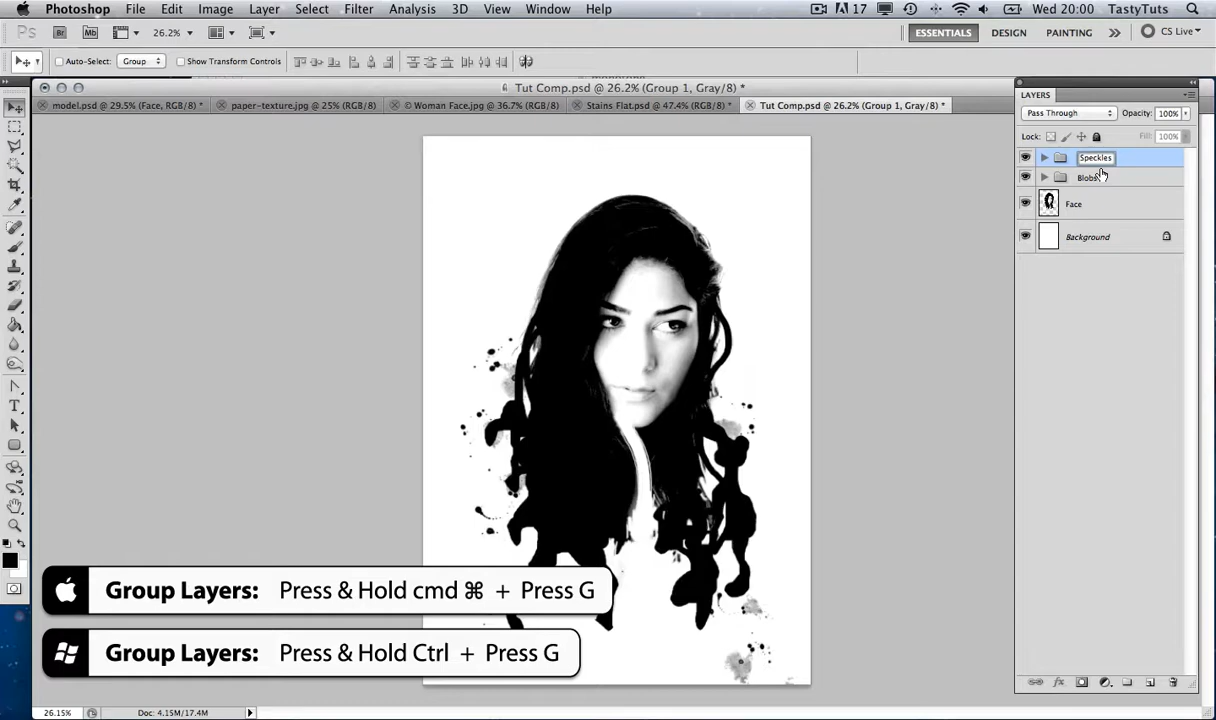 Photoshop File Edit Image Layer Select Filter Analysis 3D View Window Help 17 Wed 20:00 TastyTuts
Ps Br Mb 26.2% ESSENTIALS DESIGN PAINTING CS Live
Auto-Select: Group Show Transform Controls
Tut Comp.psd @ 26.2% (Group 1, Gray/8) *
model.psd @ 29.5% (Face, RGB/8) * paper-texture.jpg @ 25% (RGB/8) © Woman Face.jpg @ 36.7% (RGB/8) Stains Flat.psd @ 47.4% (RGB/8) * Tut Comp.psd @ 26.2% (Group 1, Gray/8) *
LAYERS
Pass Through Opacity: 100%
Lock: Fill: 100%
Speckles
Blobs
Face
Background
Group Layers: Press & Hold cmd ⌘ + Press G
Group Layers: Press & Hold Ctrl + Press G
26.15% Doc: 4.15M/17.4M